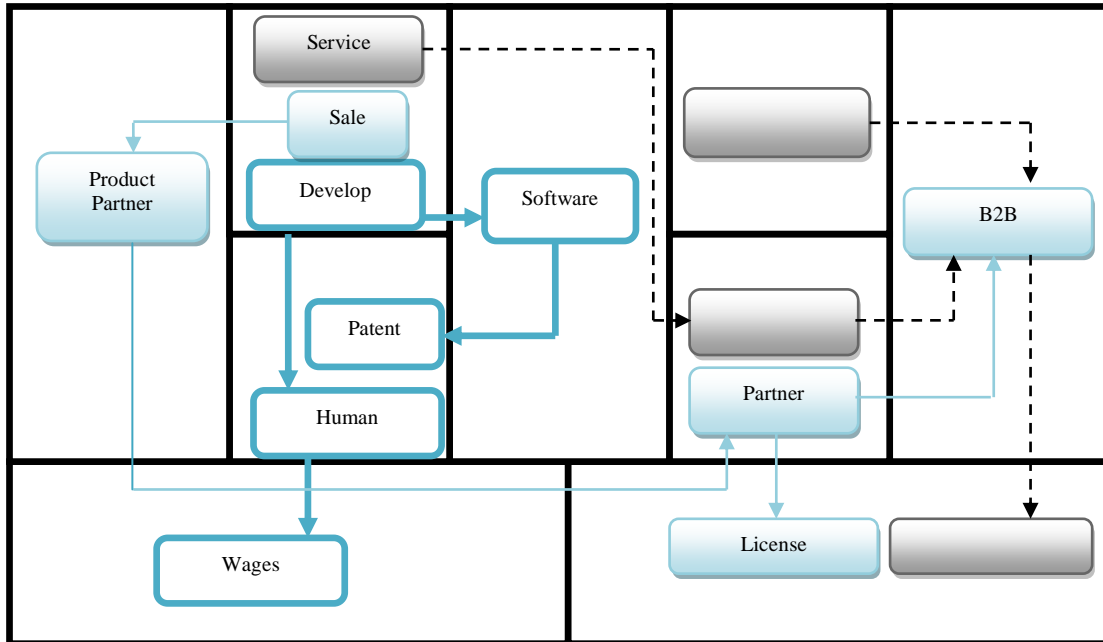 Service
Sale
Product
Partner
Develop
Software
B2B
Patent
Partner
Human
License
Wages